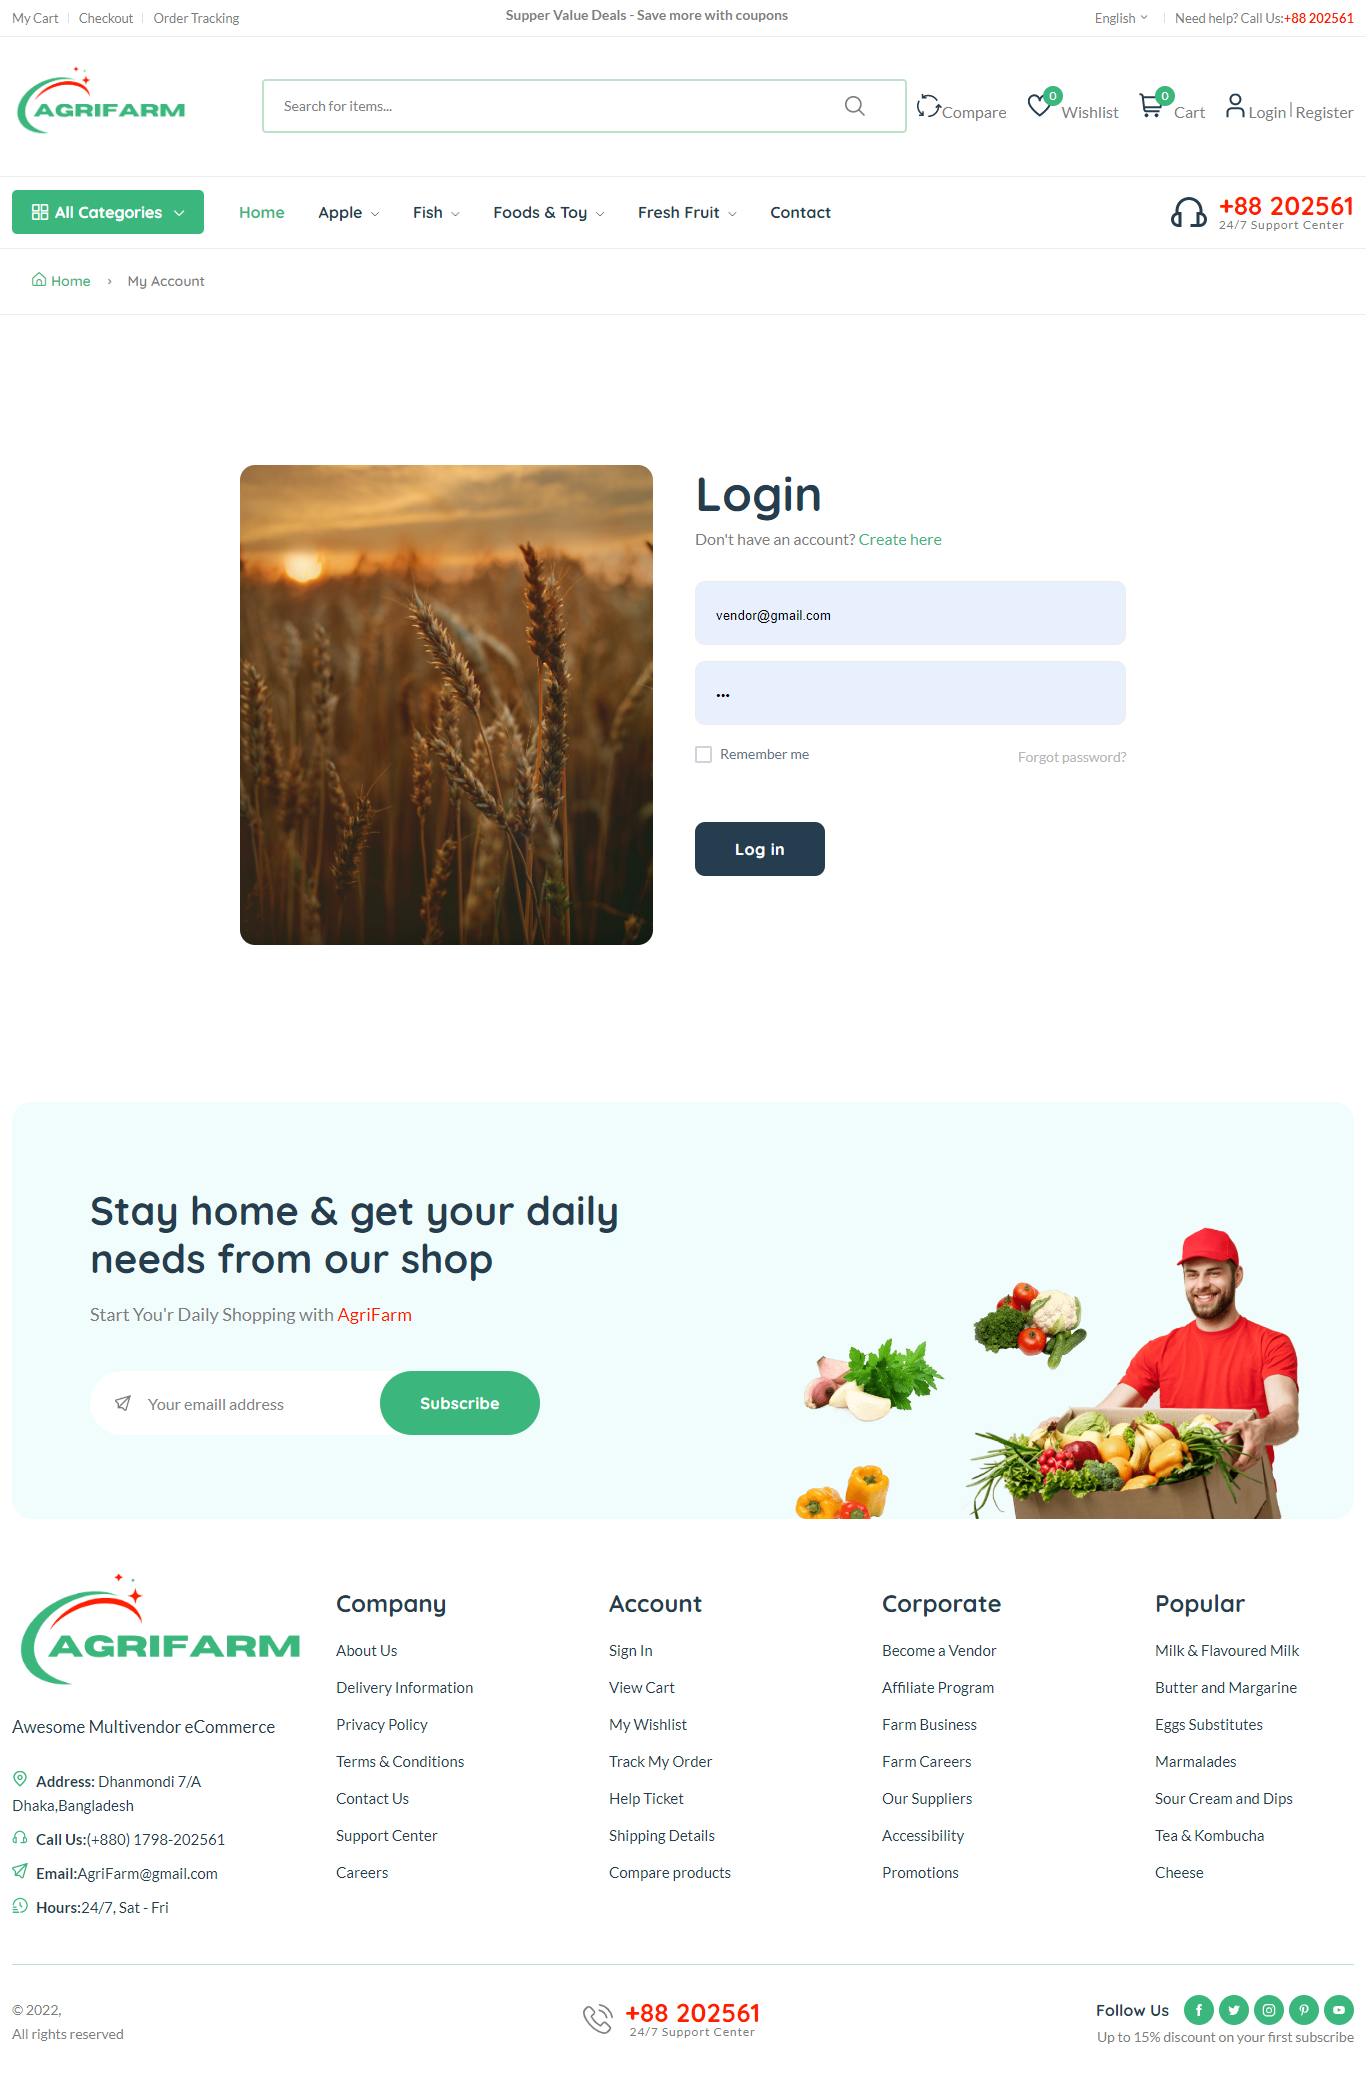 My Cart Checkout Order Tracking
Supper Value Deals - Save more with coupons
English Need help? Call Us:+88 202561
AGRIFARM
Search for items...
Compare 0 Wishlist 0 Cart Login | Register
All Categories Home Apple Fish Foods & Toy Fresh Fruit Contact
+88 202561
24/7 Support Center
Home › My Account
Login
Don't have an account? Create here
vendor@gmail.com
•••
Remember me Forgot password?
Log in
Stay home & get your daily
needs from our shop
Start You'r Daily Shopping with AgriFarm
Your emaill address Subscribe
AGRIFARM
Awesome Multivendor eCommerce
Address: Dhanmondi 7/A
Dhaka,Bangladesh
Call Us:(+880) 1798-202561
Email:AgriFarm@gmail.com
Hours:24/7, Sat - Fri
Company
About Us
Delivery Information
Privacy Policy
Terms & Conditions
Contact Us
Support Center
Careers
Account
Sign In
View Cart
My Wishlist
Track My Order
Help Ticket
Shipping Details
Compare products
Corporate
Become a Vendor
Affiliate Program
Farm Business
Farm Careers
Our Suppliers
Accessibility
Promotions
Popular
Milk & Flavoured Milk
Butter and Margarine
Eggs Substitutes
Marmalades
Sour Cream and Dips
Tea & Kombucha
Cheese
© 2022,
All rights reserved
+88 202561
24/7 Support Center
Follow Us
Up to 15% discount on your first subscribe